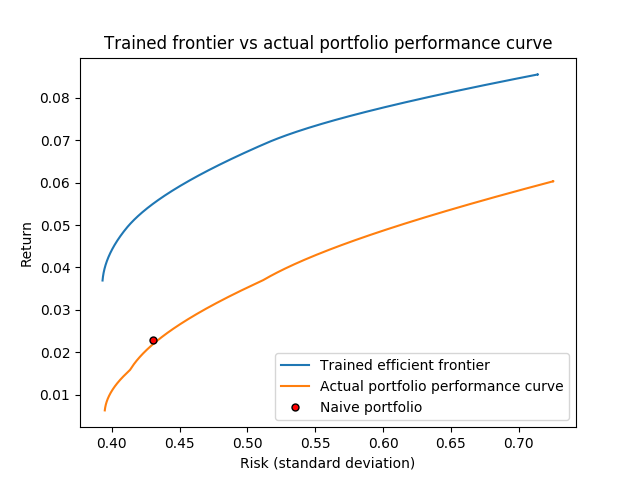 Trained frontier vs actual portfolio performance curve
0.08
0.07
0.06
0.05
0.04
0.03
0.02
0.01
Return
Trained efficient frontier
Actual portfolio performance curve
Naive portfolio
0.40 0.45 0.50 0.55 0.60 0.65 0.70
Risk (standard deviation)